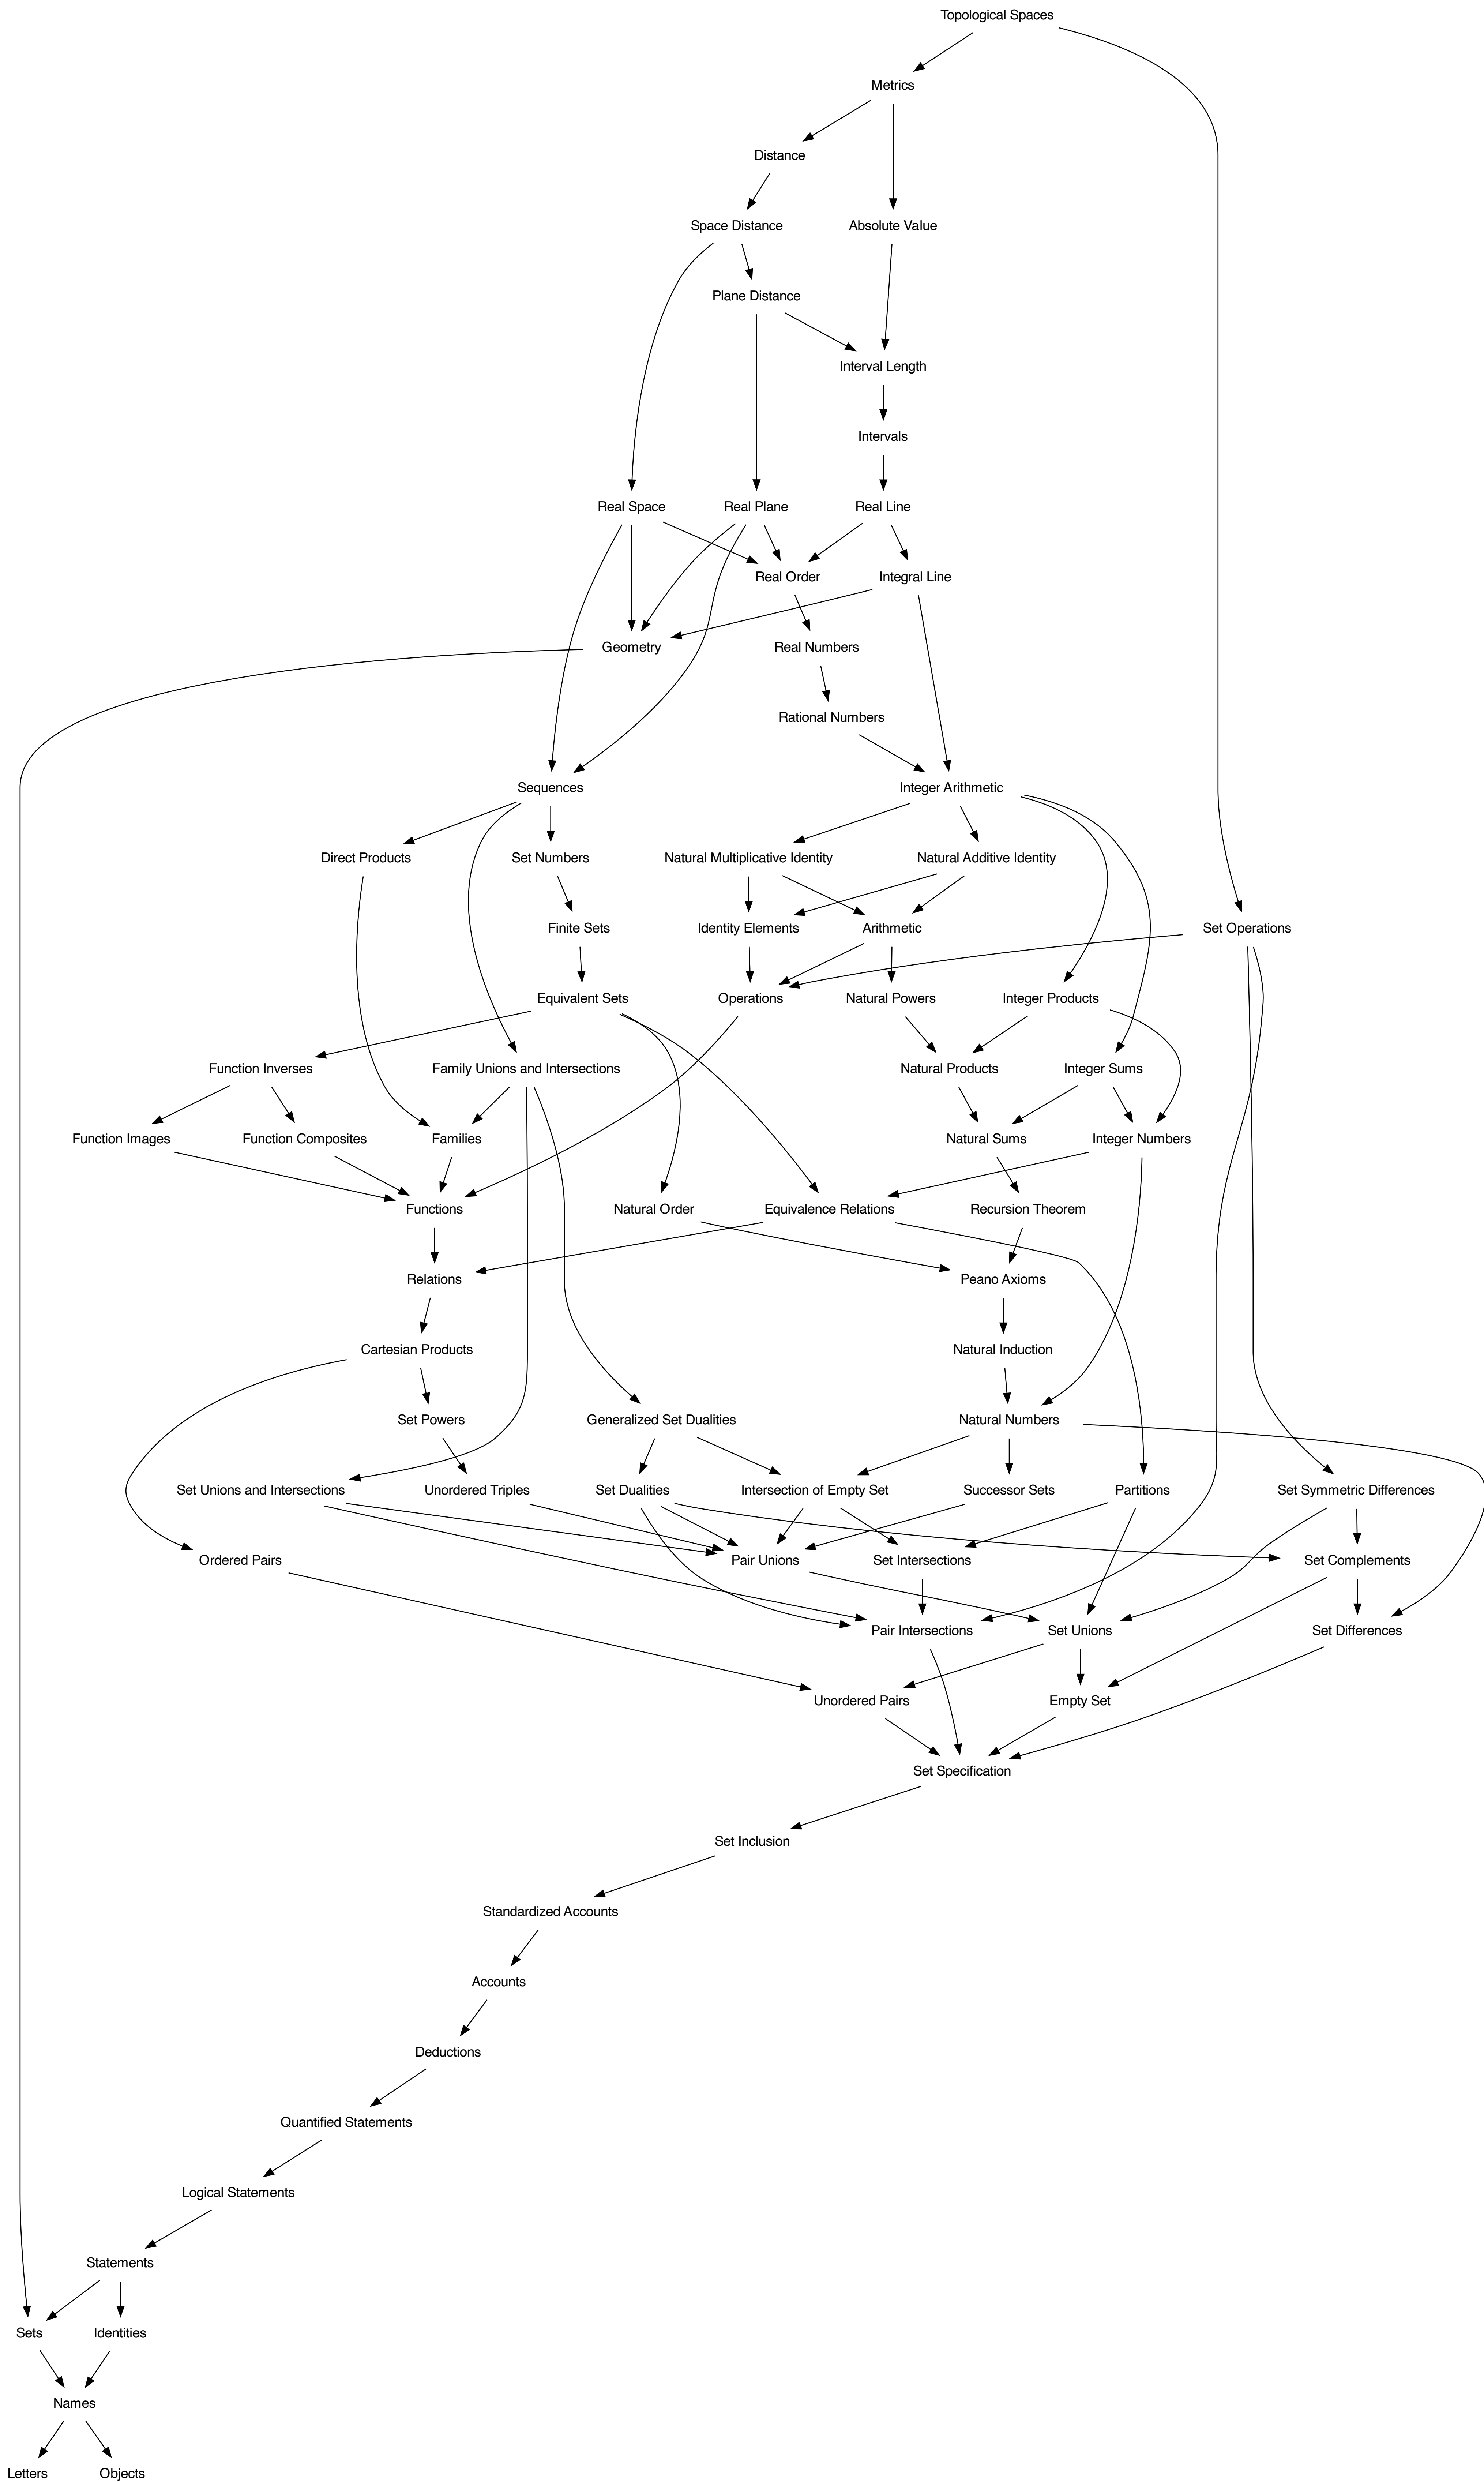 Topological Spaces
Metrics
Distance
Space Distance
Absolute Value
Plane Distance
Interval Length
Intervals
Real Space
Real Plane
Real Line
Real Order
Integral Line
Geometry
Real Numbers
Rational Numbers
Sequences
Integer Arithmetic
Direct Products
Set Numbers
Natural Multiplicative Identity
Natural Additive Identity
Finite Sets
Identity Elements
Arithmetic
Set Operations
Equivalent Sets
Operations
Natural Powers
Integer Products
Function Inverses
Family Unions and Intersections
Natural Products
Integer Sums
Function Images
Function Composites
Families
Natural Sums
Integer Numbers
Functions
Natural Order
Equivalence Relations
Recursion Theorem
Relations
Peano Axioms
Cartesian Products
Natural Induction
Set Powers
Generalized Set Dualities
Natural Numbers
Set Unions and Intersections
Unordered Triples
Set Dualities
Intersection of Empty Set
Successor Sets
Partitions
Set Symmetric Differences
Ordered Pairs
Pair Unions
Set Intersections
Set Complements
Pair Intersections
Set Unions
Set Differences
Unordered Pairs
Empty Set
Set Specification
Set Inclusion
Standardized Accounts
Accounts
Deductions
Quantified Statements
Logical Statements
Statements
Sets
Identities
Names
Letters
Objects